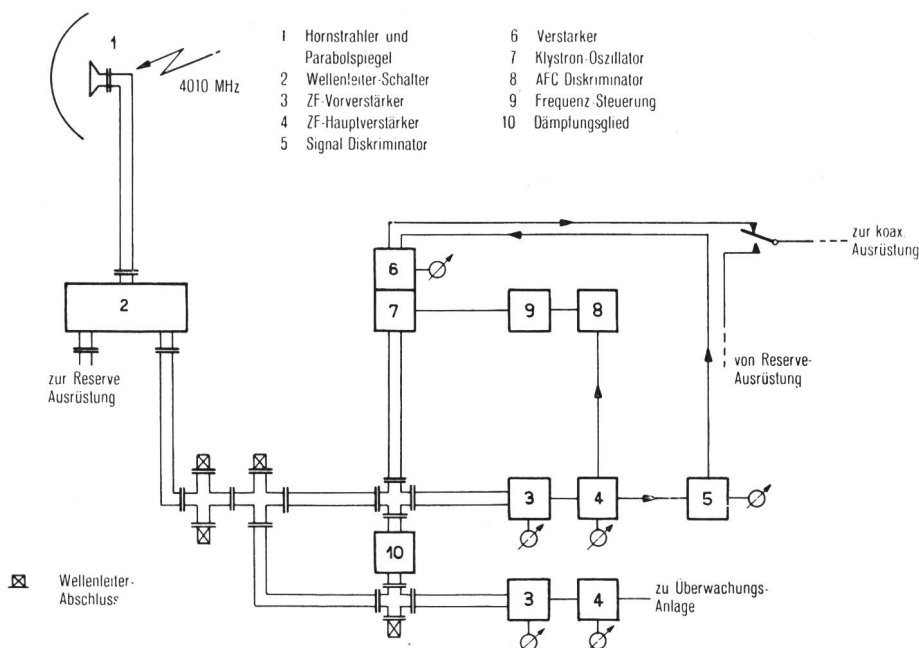 1
4010 MHz
1 Hornstrahler und
Parabolspiegel
2 Wellenleiter-Schalter
3 ZF-Vorverstärker
4 ZF-Hauptverstärker
5 Signal Diskriminator
6 Verstarker
7 Klystron-Oszillator
8 AFC Diskriminator
9 Frequenz-Steuerung
10 Dämpfungsglied
zur koax.
Ausrüstung
6
2
7
9
8
zur Reserve
Ausrüstung
von Reserve-
Ausrüstung
3
4
5
10
Wellenleiter-
Abschluss
3
4
zu Überwachungs-
Anlage